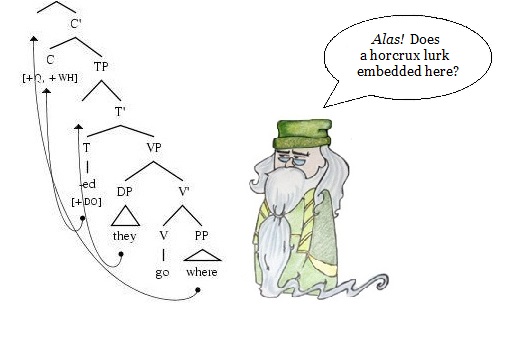 C'
C
[+Q, +WH]
TP
T'
T
VP
-ed
[+DO]
DP
V'
they
V
PP
go
where
Alas! Does
a horcrux lurk
embedded here?